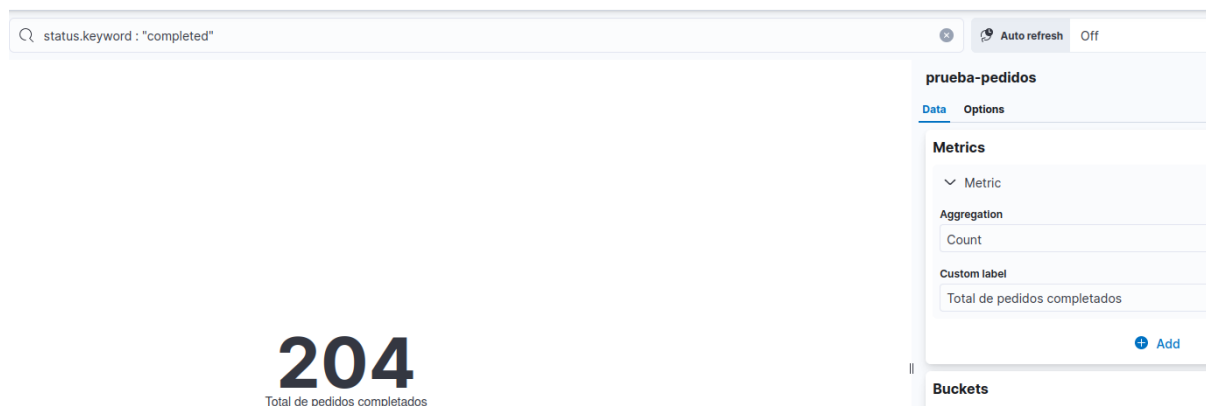 status.keyword : "completed"
Auto refresh Off
prueba-pedidos
Data Options
Metrics
Metric
Aggregation
Count
Custom label
Total de pedidos completados
Add
204
Total de pedidos completados
Buckets